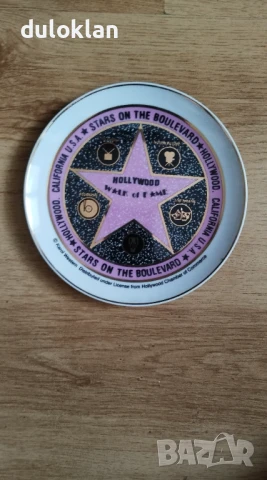 duloklan
★ STARS ON THE BOULEVARD ★
HOLLYWOOD, CALIFORNIA U.S.A.
HOLLYWOOD
WALK of FAME
HOLLYWOOD, CALIFORNIA U.S.A.
★ STARS ON THE BOULEVARD ★
Distributed under License from Hollywood Chamber of Commerce
bazar